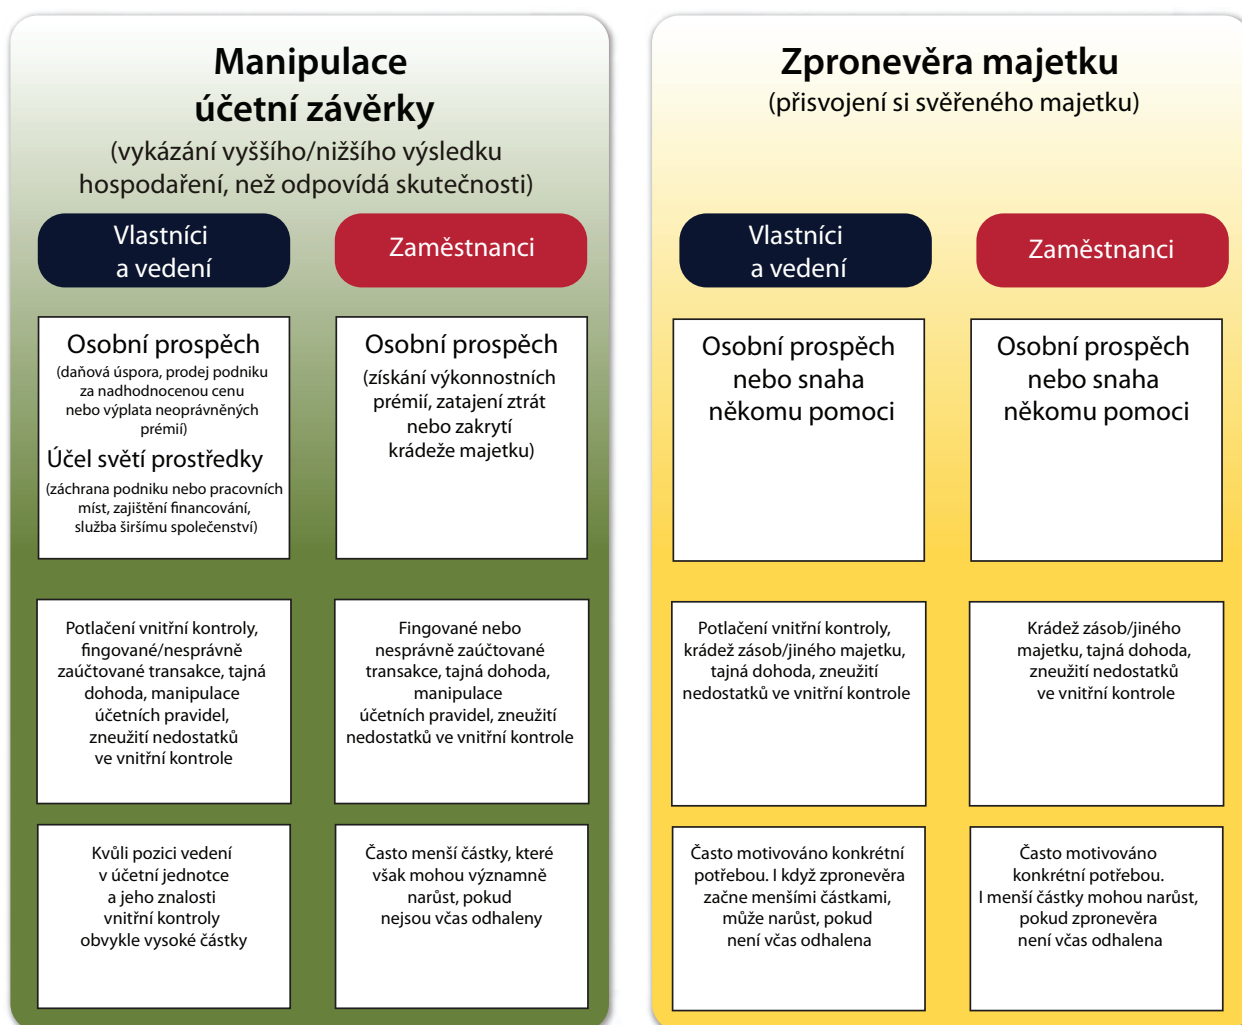 Manipulace
účetní závěrky
(vykázání vyššího/nižšího výsledku
hospodaření, než odpovídá skutečnosti)
Vlastníci
a vedení
Zaměstnanci
Osobní prospěch
(daňová úspora, prodej podniku
za nadhodnocenou cenu
nebo výplata neoprávněných
prémií)
Účel světí prostředky
(záchrana podniku nebo pracovních
míst, zajištění financování,
služba širšímu společenství)
Osobní prospěch
(získání výkonnostních
prémií, zatajení ztrát
nebo zakrytí
krádeže majetku)
Potlačení vnitřní kontroly,
fingované/nesprávně
zaúčtované transakce, tajná
dohoda, manipulace
účetních pravidel,
zneužití nedostatků
ve vnitřní kontrole
Fingované nebo
nesprávně zaúčtované
transakce, tajná dohoda,
manipulace
účetních pravidel, zneužití
nedostatků ve vnitřní kontrole
Kvůli pozici vedení
v účetní jednotce
a jeho znalosti
vnitřní kontroly
obvykle vysoké částky
Často menší částky, které
však mohou významně
narůst, pokud
nejsou včas odhaleny
Zpronevěra majetku
(přisvojení si svěřeného majetku)
Vlastníci
a vedení
Zaměstnanci
Osobní prospěch
nebo snaha
někomu pomoci
Osobní prospěch
nebo snaha
někomu pomoci
Potlačení vnitřní kontroly,
krádež zásob/jiného majetku,
tajná dohoda, zneužití
nedostatků ve vnitřní kontrole
Krádež zásob/jiného
majetku, tajná dohoda,
zneužití nedostatků
ve vnitřní kontrole
Často motivováno konkrétní
potřebou. I když zpronevěra
začne menšími částkami,
může narůst, pokud
není včas odhalena
Často motivováno
konkrétní potřebou.
I menší částky mohou narůst,
pokud zpronevěra
není včas odhalena